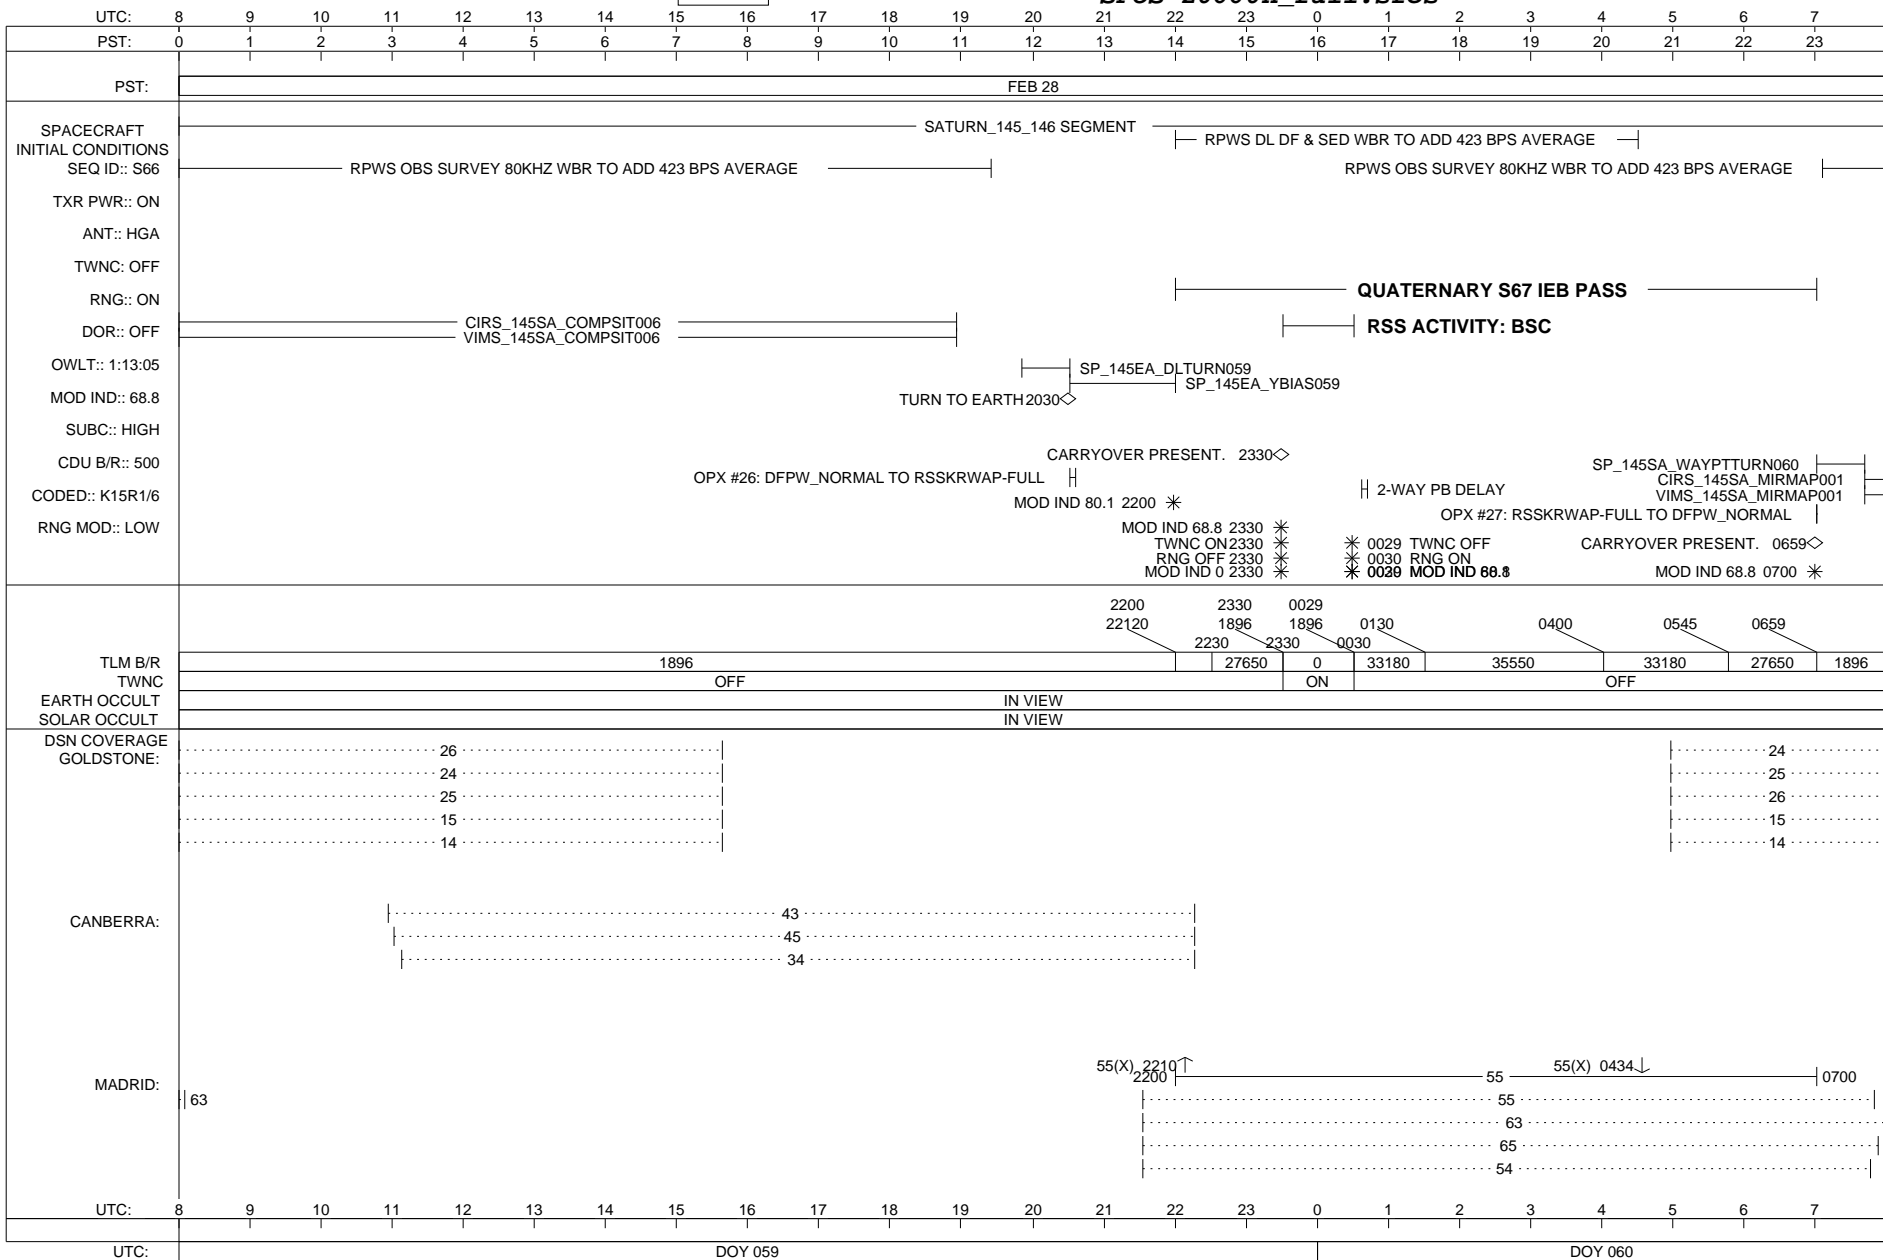 UTC: 8 9 10 11 12 13 14 15 16 17 18 19 20 21 22 23 0 1 2 3 4 5 6 7
PST: 0 1 2 3 4 5 6 7 8 9 10 11 12 13 14 15 16 17 18 19 20 21 22 23
PST: FEB 28
SPACECRAFT
INITIAL CONDITIONS
SATURN_145_146 SEGMENT
RPWS DL DF & SED WBR TO ADD 423 BPS AVERAGE
SEQ ID:: S66
RPWS OBS SURVEY 80KHZ WBR TO ADD 423 BPS AVERAGE
RPWS OBS SURVEY 80KHZ WBR TO ADD 423 BPS AVERAGE
TXR PWR:: ON
ANT:: HGA
TWNC: OFF
RNG:: ON
QUATERNARY S67 IEB PASS
DOR:: OFF
CIRS_145SA_COMPSIT006
VIMS_145SA_COMPSIT006
RSS ACTIVITY: BSC
OWLT:: 1:13:05
SP_145EA_DLTURN059
SP_145EA_YBIAS059
MOD IND:: 68.8
TURN TO EARTH 2030
SUBC:: HIGH
CARRYOVER PRESENT. 2330
CDU B/R:: 500
SP_145SA_WAYPTTURN060
OPX #26: DFPW_NORMAL TO RSSKRWAP-FULL
CIRS_145SA_MIRMAP001
2-WAY PB DELAY
VIMS_145SA_MIRMAP001
CODED:: K15R1/6
MOD IND 80.1 2200
OPX #27: RSSKRWAP-FULL TO DFPW_NORMAL
RNG MOD:: LOW
MOD IND 68.8 2330
TWNC ON 2330
0029 TWNC OFF
CARRYOVER PRESENT. 0659
RNG OFF 2330
0030 RNG ON
MOD IND 0 2330
MOD IND
MOD IND 68.8 0700
2200 2330 0029
22120 1896 1896 0130 0400 0545 0659
2230 2330 0030
TLM B/R 1896 27650 0 33180 35550 33180 27650 1896
TWNC OFF ON OFF
EARTH OCCULT IN VIEW
SOLAR OCCULT IN VIEW
DSN COVERAGE
GOLDSTONE:
26 24
24 25
25 26
15 15
14 14
CANBERRA:
43
45
34
MADRID:
55(X) 2210 55(X) 0434
2200 55 0700
63 55
63
65
54
UTC: 8 9 10 11 12 13 14 15 16 17 18 19 20 21 22 23 0 1 2 3 4 5 6 7
UTC: DOY 059 DOY 060